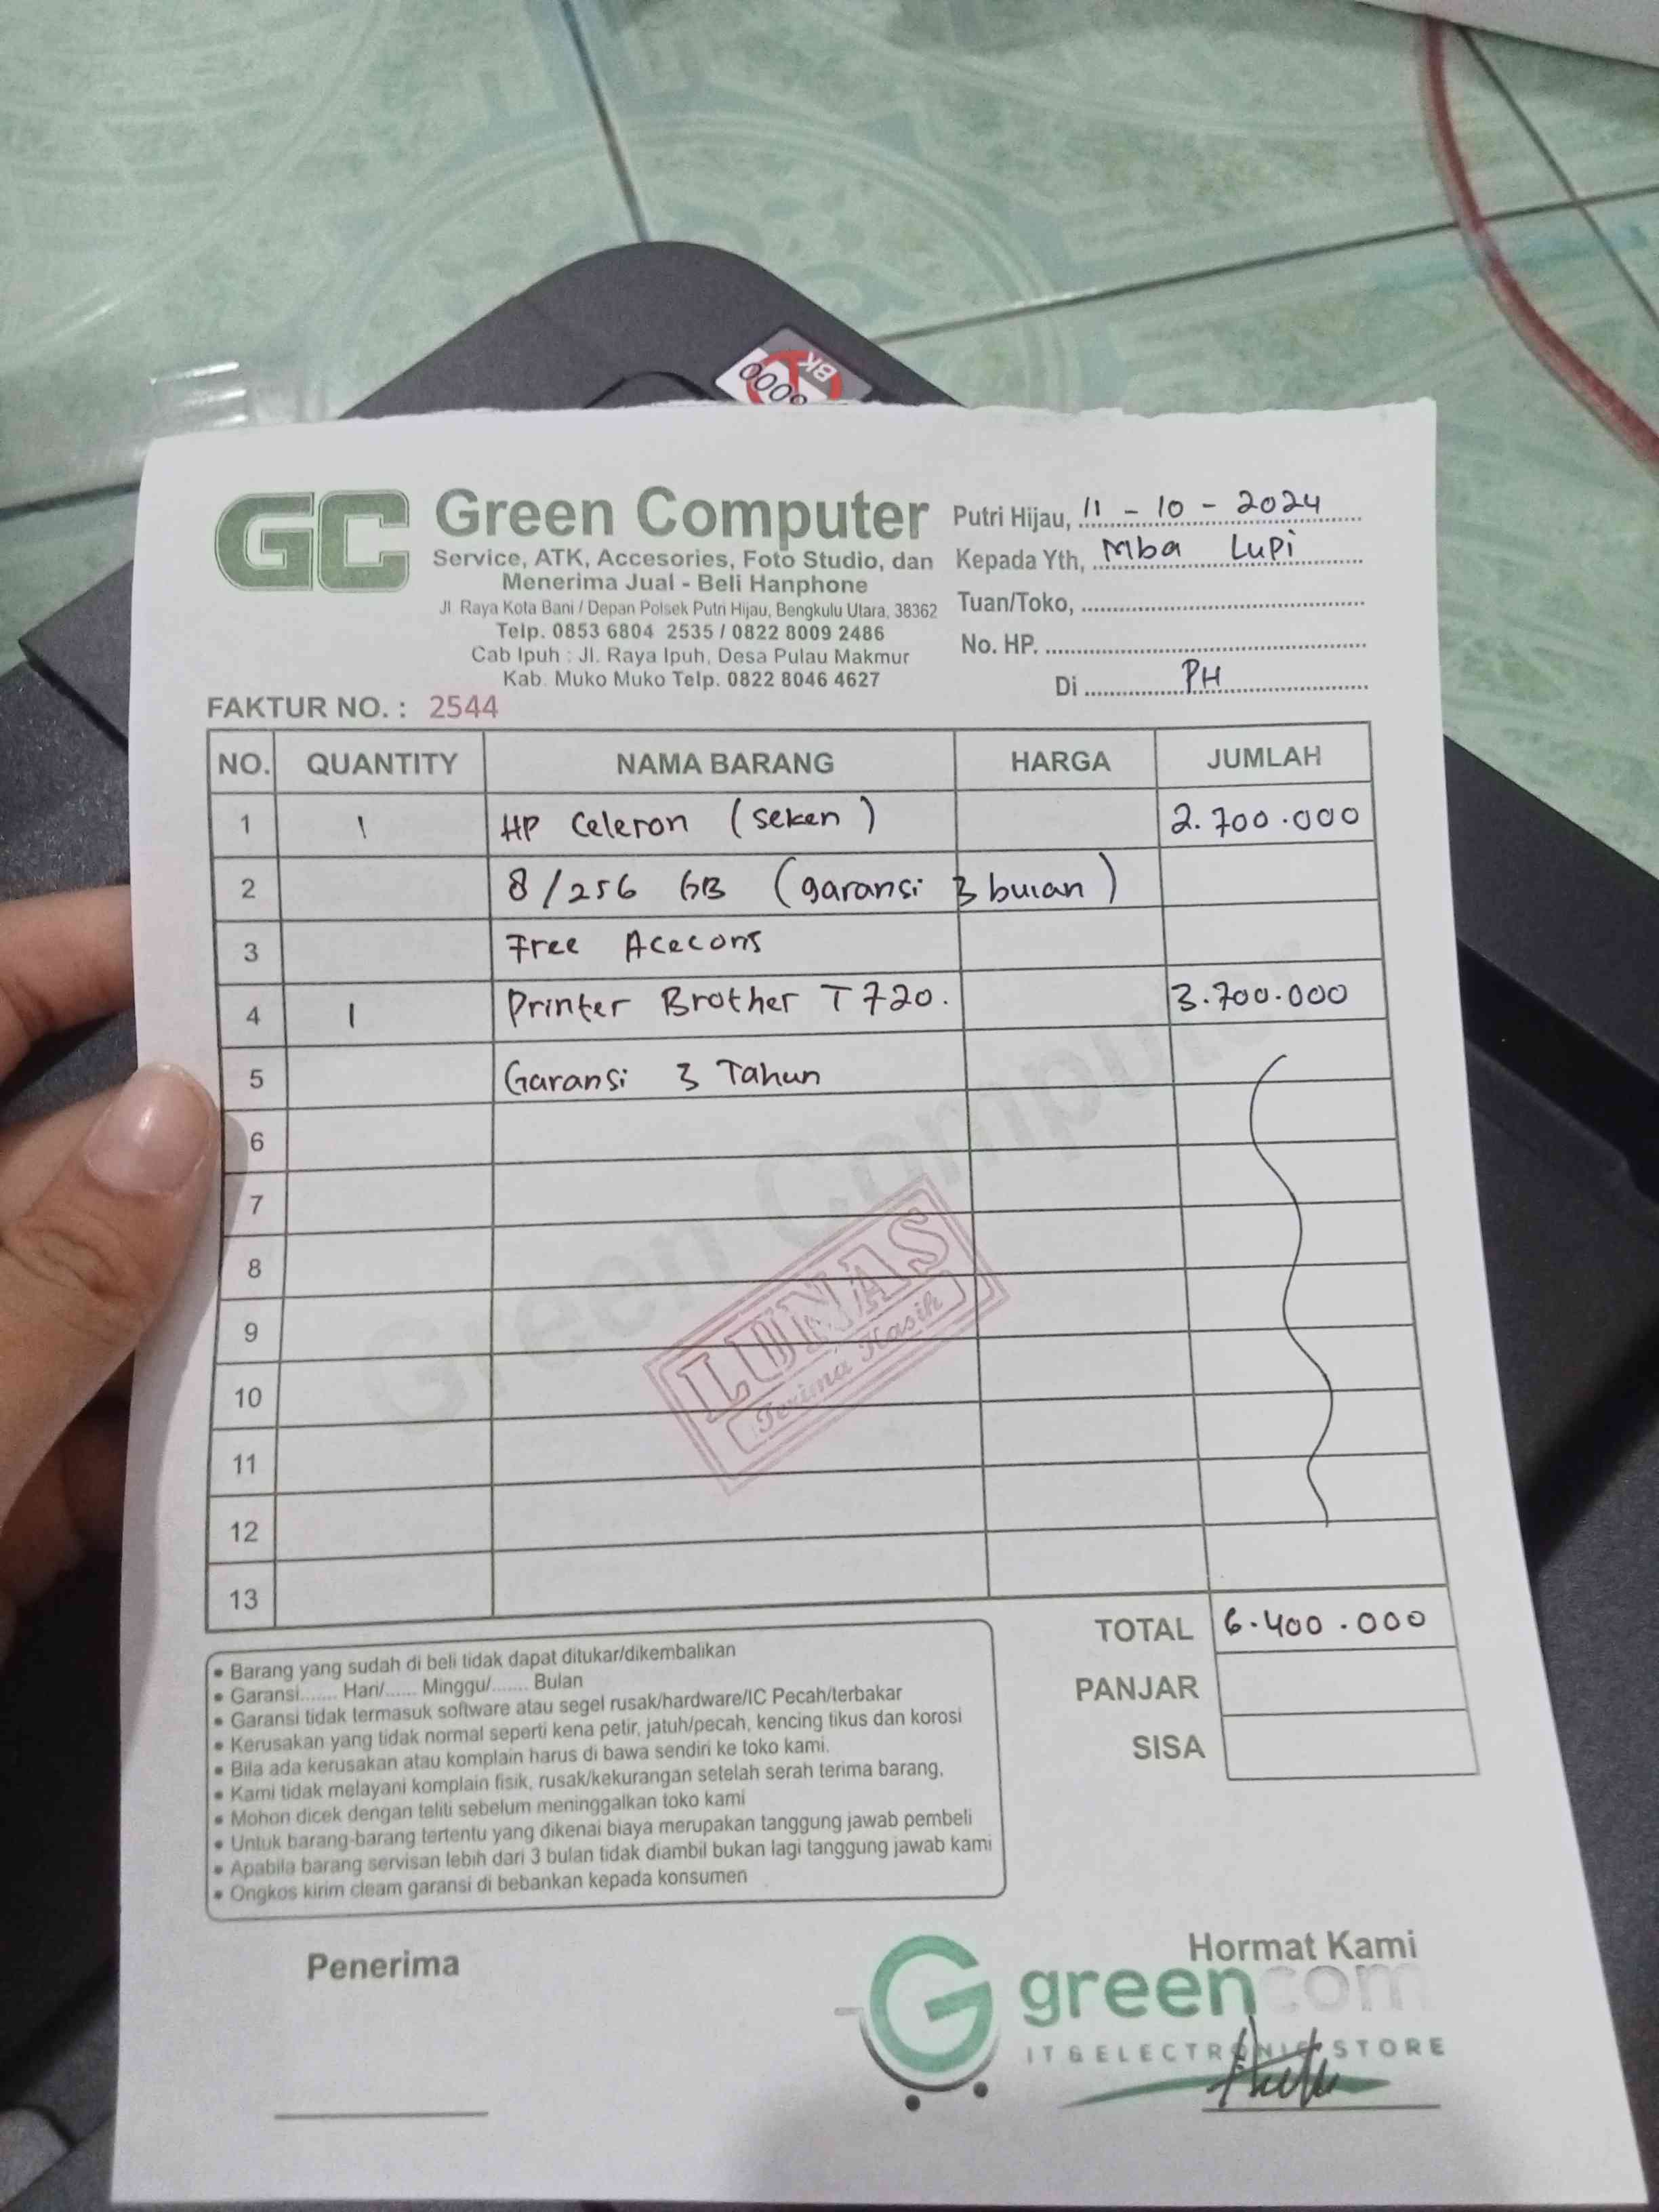 BK
0000
GC
Green Computer
Service, ATK, Accesories, Foto Studio, dan
Menerima Jual - Beli Hanphone
Jl. Raya Kota Bani / Depan Polsek Putri Hijau, Bengkulu Utara, 38362
Telp. 0853 6804 2535 / 0822 8009 2486
Cab Ipuh : Jl. Raya Ipuh, Desa Pulau Makmur
Kab. Muko Muko Telp. 0822 8046 4627
Putri Hijau, 11 - 10 - 2024
Kepada Yth, Mba Lupi
Tuan/Toko,
No. HP.
Di PH
FAKTUR NO. : 2544
NO. QUANTITY NAMA BARANG HARGA JUMLAH
1 1 HP Celeron (seken) 2.700.000
2 8/256 GB (garansi 3 bulan)
3 Free Acecoris
4 1 Printer Brother T720. 3.700.000
5 Garansi 3 Tahun
6
7
8
9
10
11
12
13
Green Computer
LUNAS
Terima Kasih
TOTAL 6.400.000
PANJAR
SISA
• Barang yang sudah di beli tidak dapat ditukar/dikembalikan
• Garansi....... Hari/...... Minggu/....... Bulan
• Garansi tidak termasuk software atau segel rusak/hardware/IC Pecah/terbakar
• Kerusakan yang tidak normal seperti kena petir, jatuh/pecah, kencing tikus dan korosi
• Bila ada kerusakan atau komplain harus di bawa sendiri ke toko kami.
• Kami tidak melayani komplain fisik, rusak/kekurangan setelah serah terima barang,
• Mohon dicek dengan teliti sebelum meninggalkan toko kami
• Untuk barang-barang tertentu yang dikenai biaya merupakan tanggung jawab pembeli
• Apabila barang servisan lebih dari 3 bulan tidak diambil bukan lagi tanggung jawab kami
• Ongkos kirim cleam garansi di bebankan kepada konsumen
Penerima
Hormat Kami
G greencom
IT & ELECTRONIC STORE